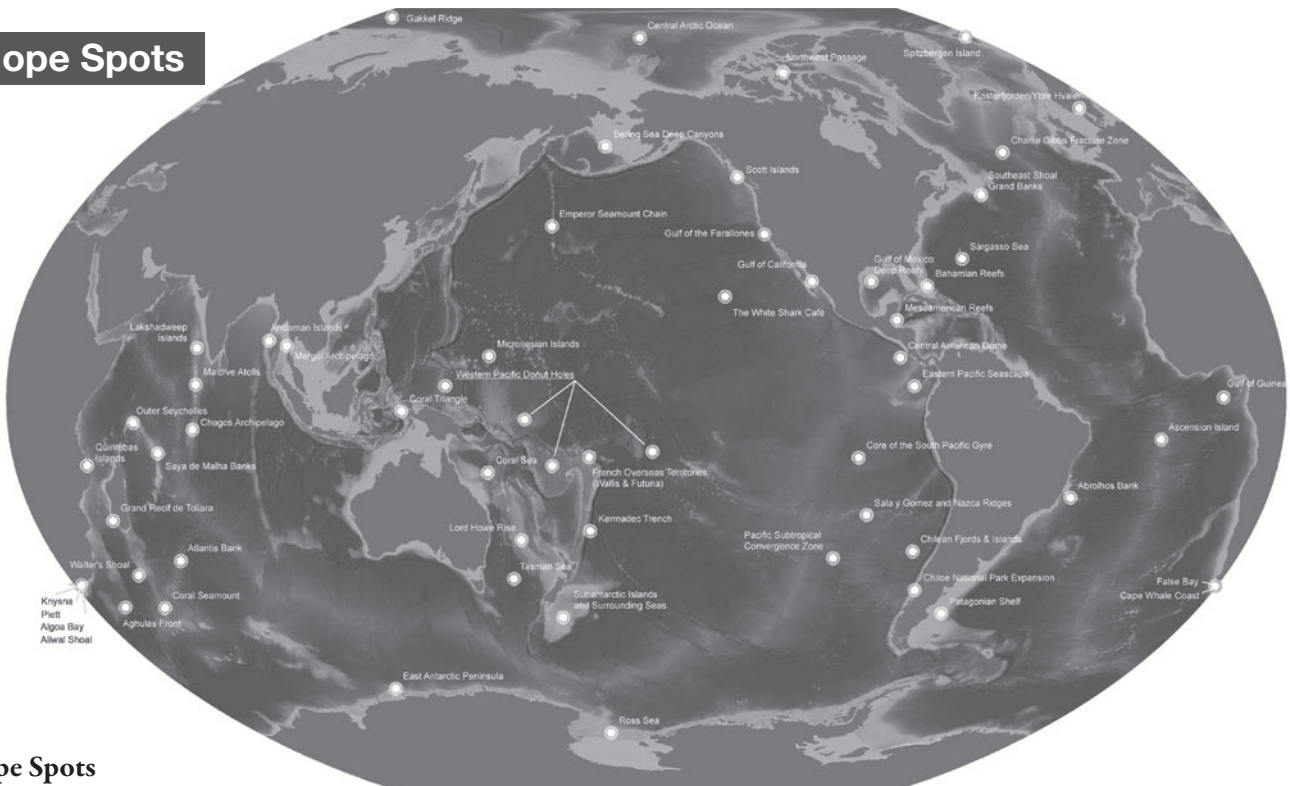 ope Spots
Gakkel Ridge
Central Arctic Ocean
Spitzbergen Island
Northwest Passage
Kosterfjorden/Yttre Hvaler
Bering Sea Deep Canyons
Charlie Gibbs Fracture Zone
Scott Islands
Southeast Shoal
Grand Banks
Emperor Seamount Chain
Gulf of the Farallones
Sargasso Sea
Gulf of California
Gulf of Mexico
Deep Reefs
Bahamian Reefs
The White Shark Café
Mesoamerican Reefs
Lakshadweep
Islands
Andaman Islands
Mergui Archipelago
Micronesian Islands
Central American Dome
Maldive Atolls
Western Pacific Donut Holes
Eastern Pacific Seascape
Gulf of Guinea
Coral Triangle
Outer Seychelles
Chagos Archipelago
Ascension Island
Quirimbas
Islands
Saya de Malha Banks
Coral Sea
French Overseas Territories
(Wallis & Futuna)
Core of the South Pacific Gyre
Abrolhos Bank
Grand Recif de Toliara
Lord Howe Rise
Kermadec Trench
Sala y Gomez and Nazca Ridges
Pacific Subtropical
Convergence Zone
Chilean Fjords & Islands
Atlantis Bank
Walter's Shoal
Tasman Sea
Chiloe National Park Expansion
False Bay
Cape Whale Coast
Knysna
Plett
Algoa Bay
Aliwal Shoal
Coral Seamount
Aghulas Front
Subantarctic Islands
and Surrounding Seas
Patagonian Shelf
East Antarctic Peninsula
Ross Sea
pe Spots